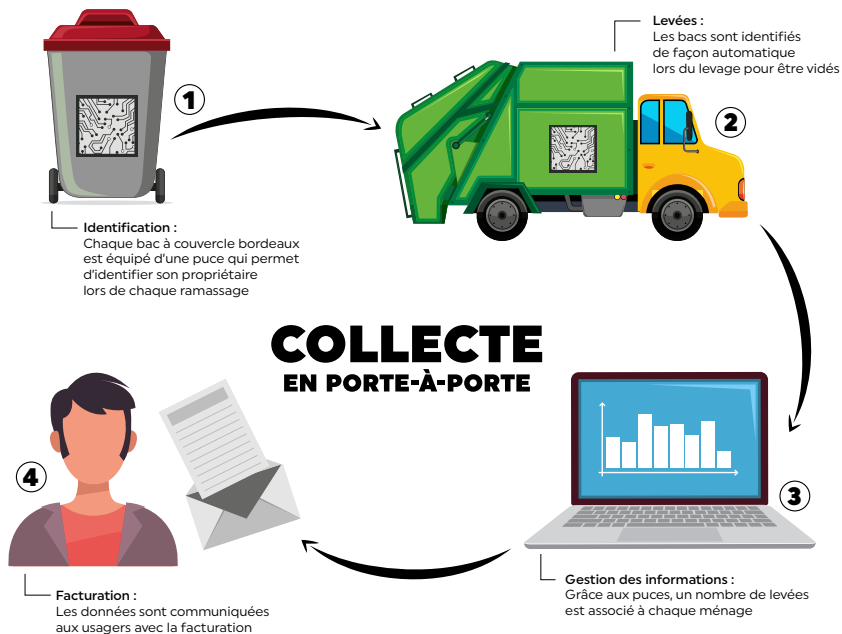 1
Identification :
Chaque bac à couvercle bordeaux
est équipé d'une puce qui permet
d'identifier son propriétaire
lors de chaque ramassage
Levées :
Les bacs sont identifiés
de façon automatique
lors du levage pour être vidés
2
COLLECTE
EN PORTE-À-PORTE
3
Gestion des informations :
Grâce aux puces, un nombre de levées
est associé à chaque ménage
4
Facturation :
Les données sont communiquées
aux usagers avec la facturation